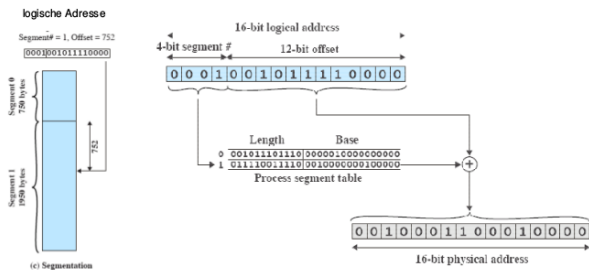 logische Adresse
Segment# = 1, Offset = 752
0001001011110000
Segment 0
750 bytes
Segment 1
1950 bytes
752
(c) Segmentation
16-bit logical address
4-bit segment #
12-bit offset
0 0 0 1 0 0 1 0 1 1 1 1 0 0 0 0
Length Base
0 001011101110 0000010000000000
1 011110011110 0010000000100000
Process segment table
+
0 0 1 0 0 0 1 1 0 0 0 1 0 0 0 0
16-bit physical address